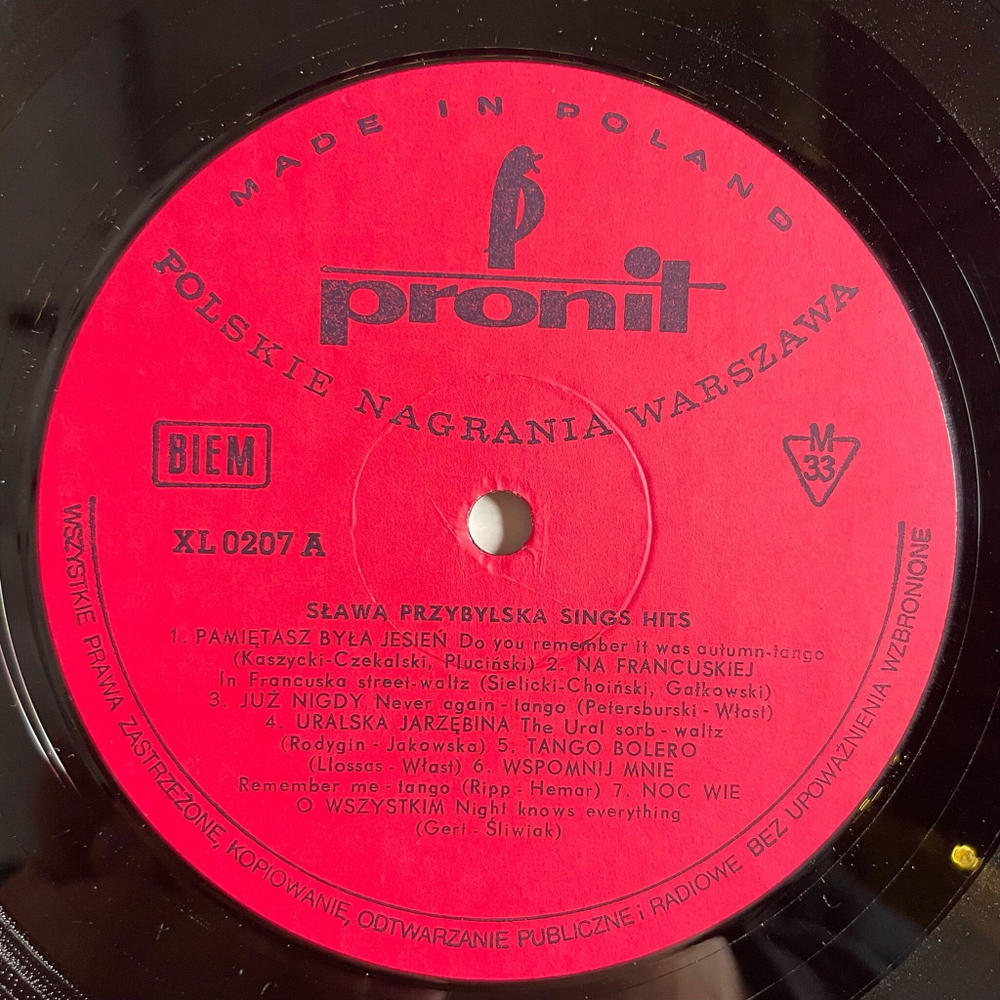 MADE IN POLAND
pronit
POLSKIE NAGRANIA WARSZAWA
BIEM
M
33
XL 0207 A
SŁAWA PRZYBYLSKA SINGS HITS
1. PAMIĘTASZ BYŁA JESIEŃ Do you remember it was autumn-tango
(Kaszycki-Czekalski, Pluciński) 2. NA FRANCUSKIEJ
In Francuska street-waltz (Sielicki-Choiński, Gałkowski)
3. JUŻ NIGDY Never again - tango (Petersburski - Włast)
4. URALSKA JARZĘBINA The Ural sorb - waltz
(Rodygin - Jakowska) 5. TANGO BOLERO
(Llossas - Włast) 6. WSPOMNIJ MNIE
Remember me - tango (Ripp - Hemar) 7. NOC WIE
O WSZYSTKIM Night knows everything
(Gert - Śliwiak)
WSZYSTKIE PRAWA ZASTRZEŻONE, KOPIOWANIE, ODTWARZANIE PUBLICZNE i RADIOWE BEZ UPOWAŻNIENIA WZBRONIONE